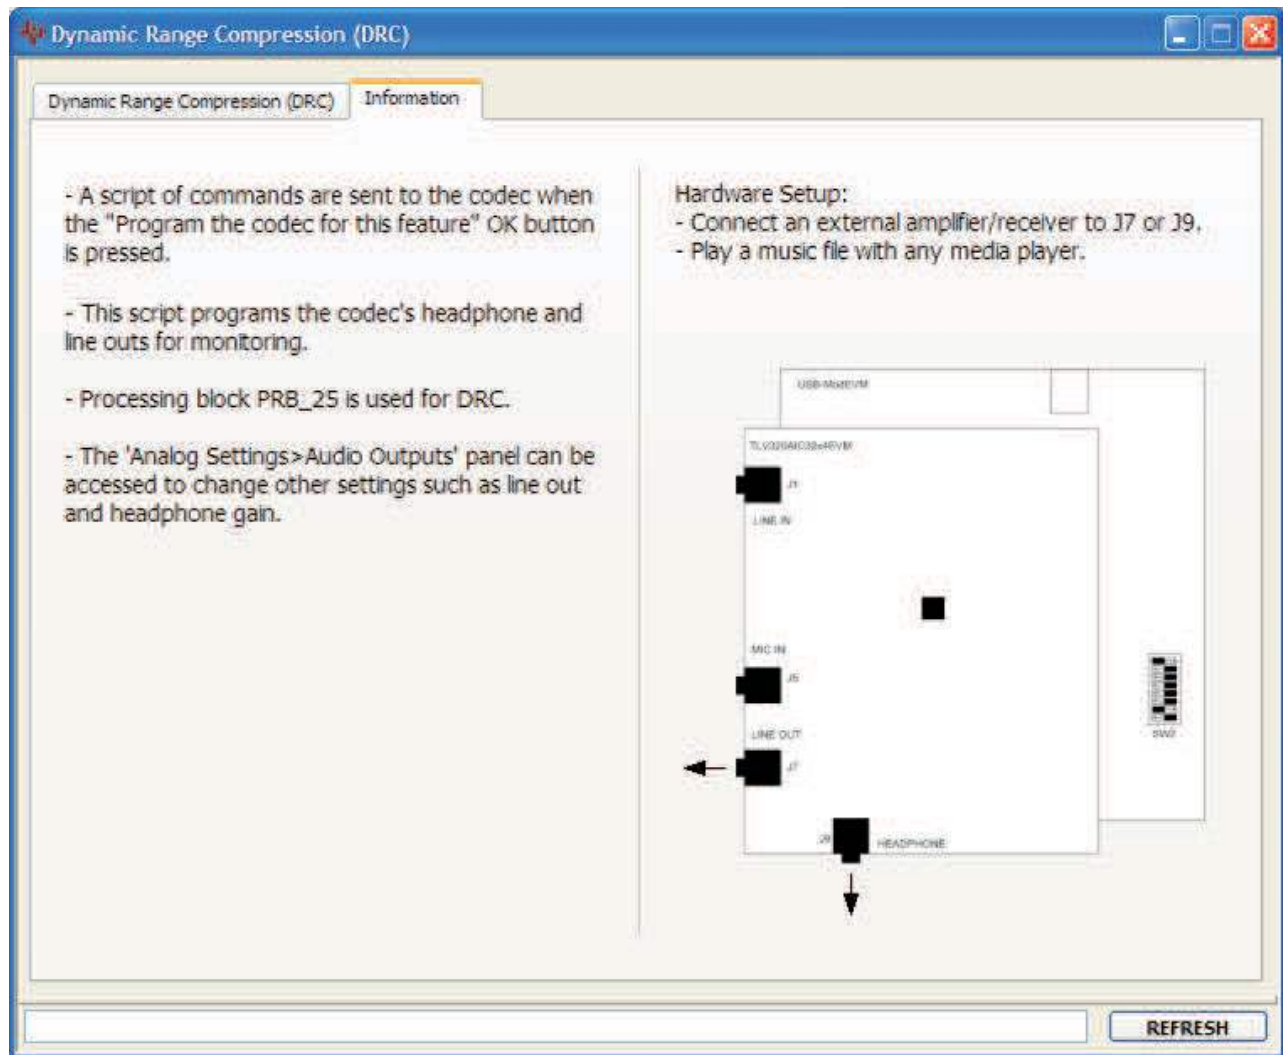 Dynamic Range Compression (DRC)
Dynamic Range Compression (DRC)
Information
- A script of commands are sent to the codec when
the "Program the codec for this feature" OK button
is pressed.
- This script programs the codec's headphone and
line outs for monitoring.
- Processing block PRB_25 is used for DRC.
- The 'Analog Settings>Audio Outputs' panel can be
accessed to change other settings such as line out
and headphone gain.
Hardware Setup:
- Connect an external amplifier/receiver to J7 or J9.
- Play a music file with any media player.
USB-ModEVM
TLV320AIC32x4EVM
J1
LINE IN
MIC IN
J5
LINE OUT
J7
SW2
J9
HEADPHONE
REFRESH